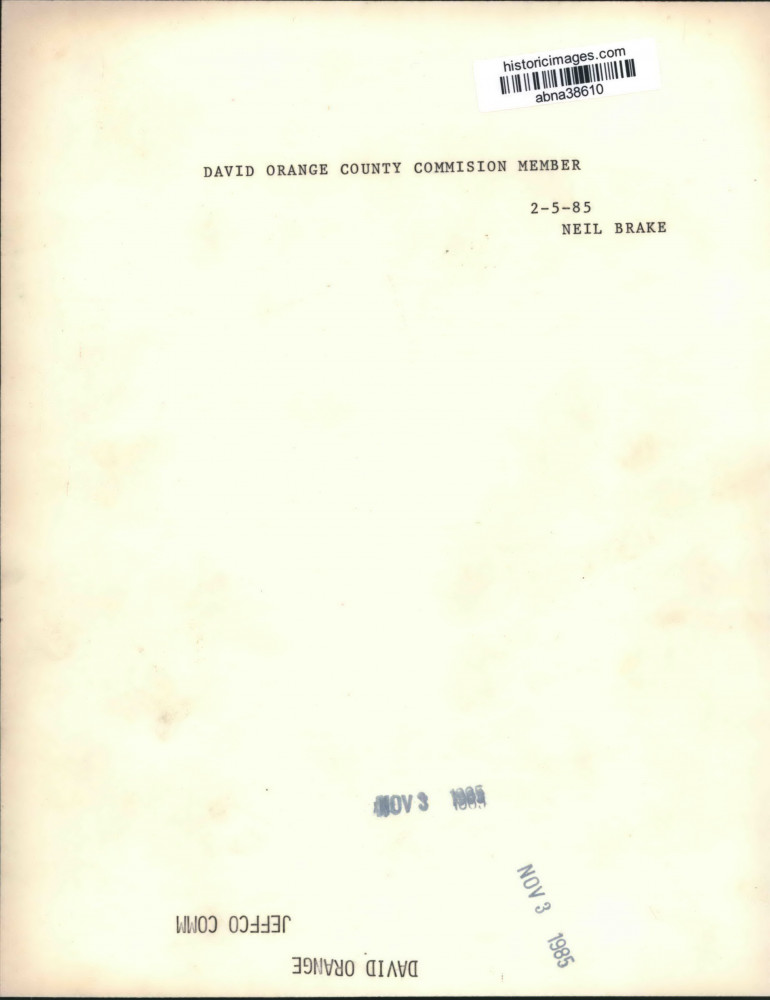 historicimages.com
abna38610
DAVID ORANGE COUNTY COMMISION MEMBER
2-5-85
NEIL BRAKE
NOV 3 1985
NOV 3 1985
DAVID ORANGE
JEFFCO COMM